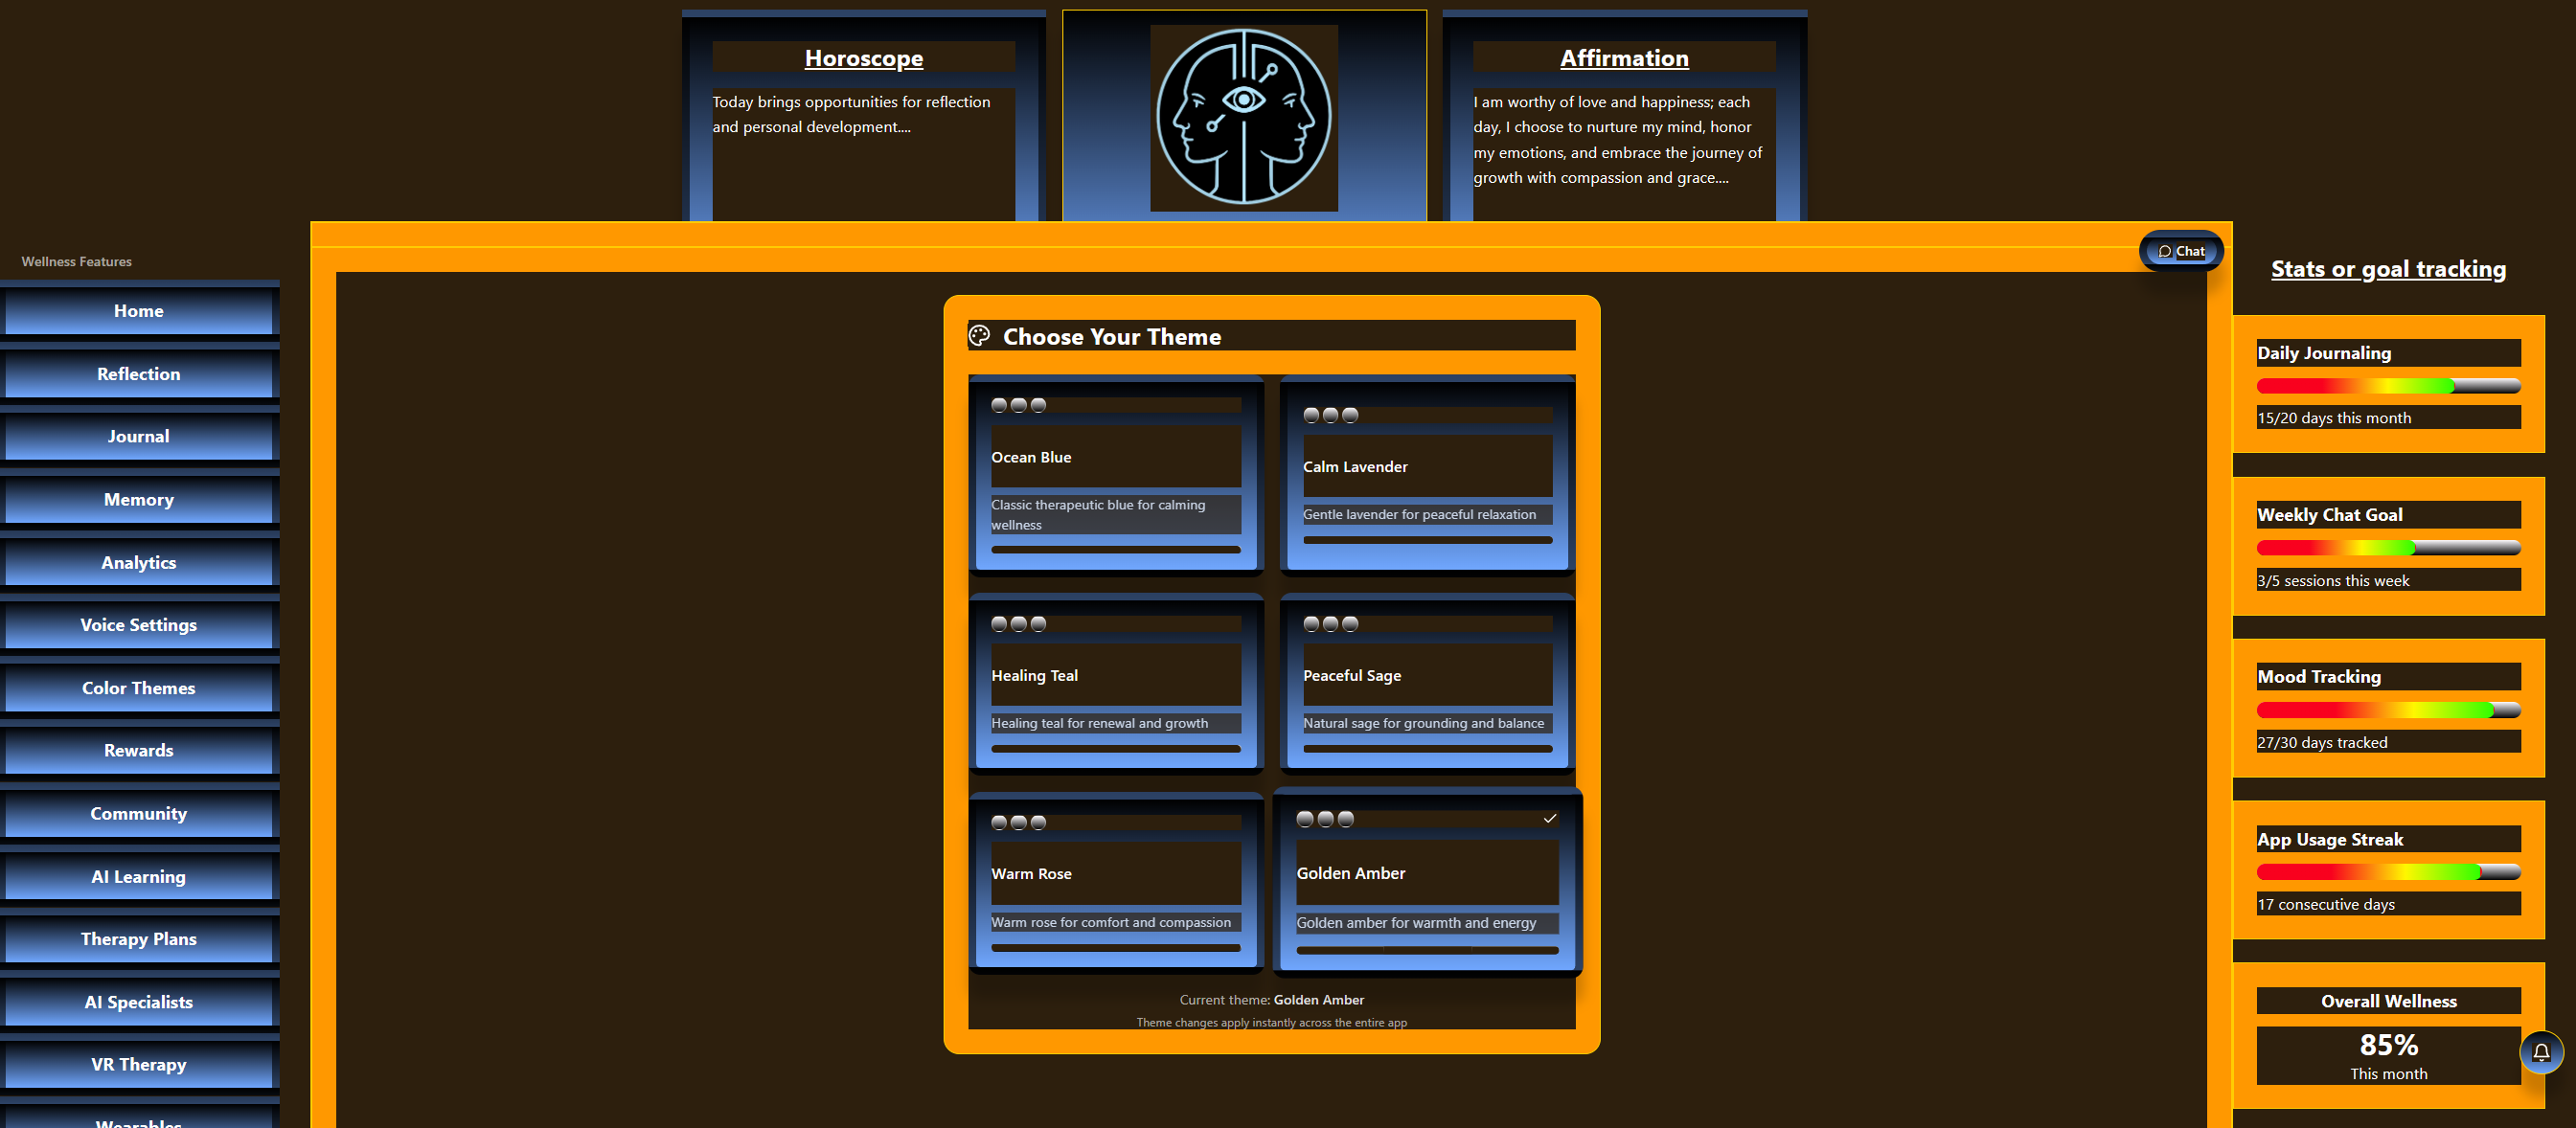 Horoscope
Today brings opportunities for reflection
and personal development....
Affirmation
I am worthy of love and happiness; each
day, I choose to nurture my mind, honor
my emotions, and embrace the journey of
growth with compassion and grace....
Chat
Wellness Features
Home
Reflection
Journal
Memory
Analytics
Voice Settings
Color Themes
Rewards
Community
AI Learning
Therapy Plans
AI Specialists
VR Therapy
Wearables
Choose Your Theme
Ocean Blue
Classic therapeutic blue for calming
wellness
Calm Lavender
Gentle lavender for peaceful relaxation
Healing Teal
Healing teal for renewal and growth
Peaceful Sage
Natural sage for grounding and balance
Warm Rose
Warm rose for comfort and compassion
Golden Amber
Golden amber for warmth and energy
Current theme: Golden Amber
Theme changes apply instantly across the entire app
Stats or goal tracking
Daily Journaling
15/20 days this month
Weekly Chat Goal
3/5 sessions this week
Mood Tracking
27/30 days tracked
App Usage Streak
17 consecutive days
Overall Wellness
85%
This month